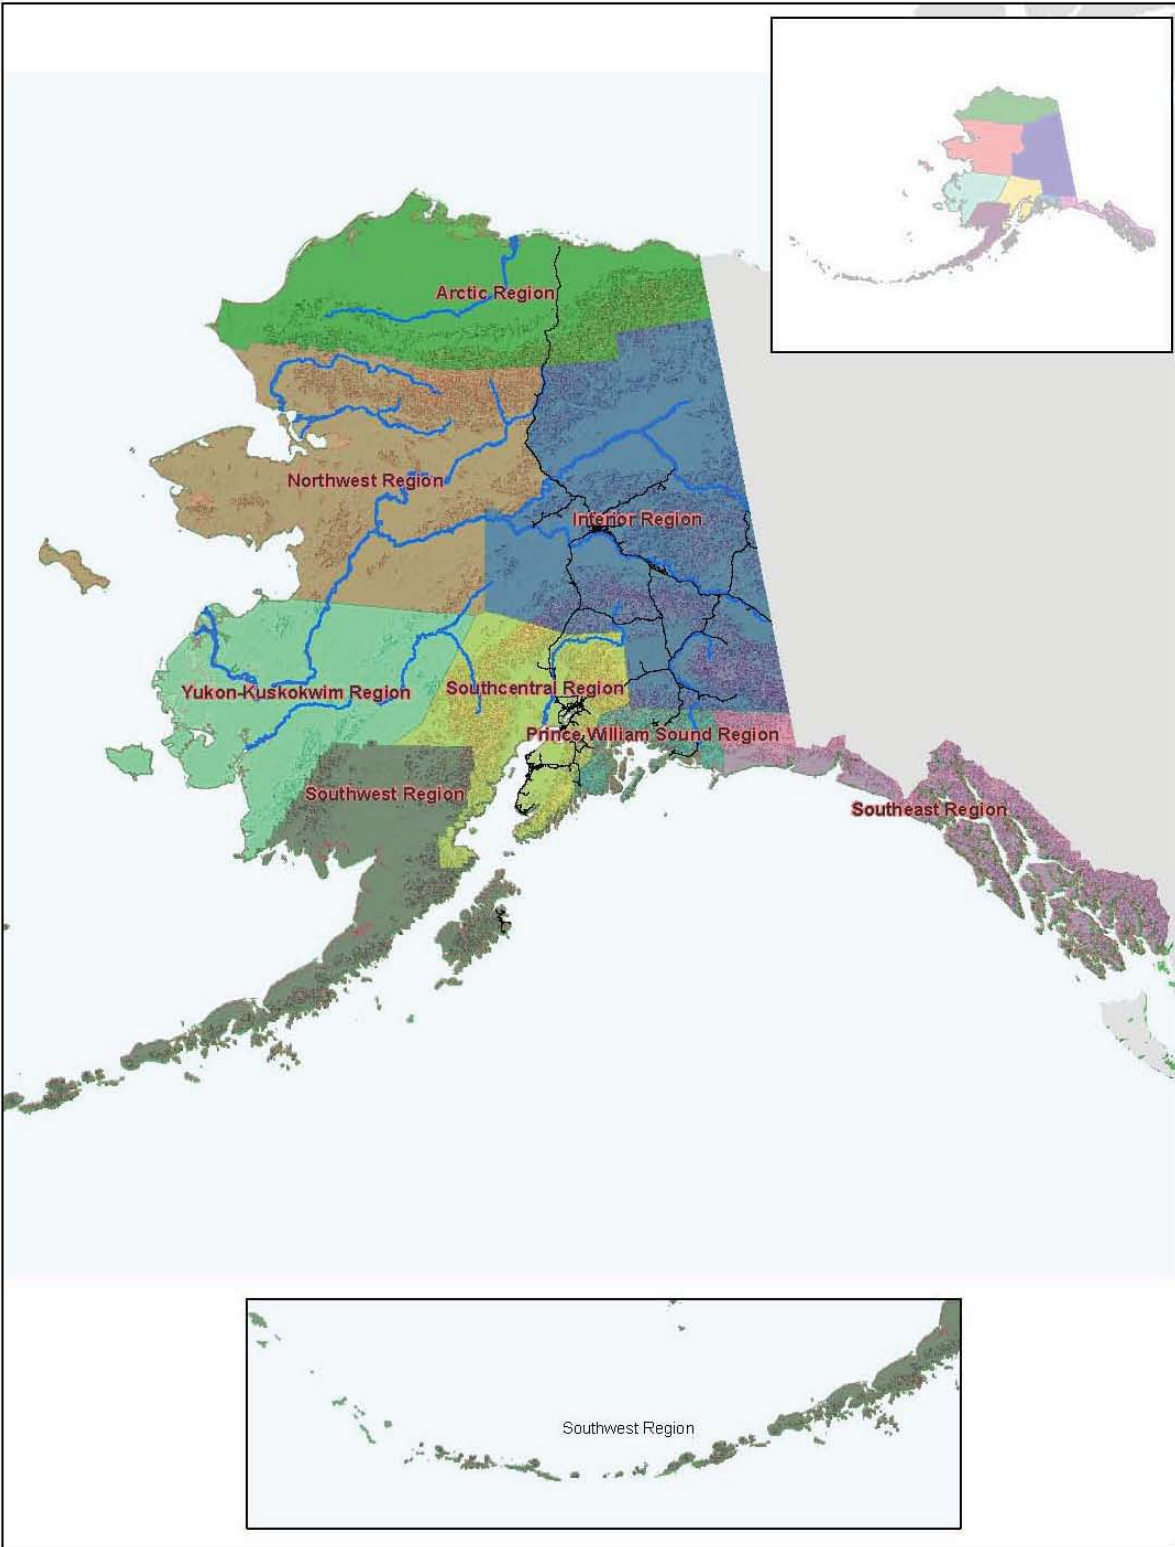 Arctic Region
Northwest Region
Interior Region
Yukon-Kuskokwim Region
Southcentral Region
Prince William Sound Region
Southwest Region
Southeast Region
Southwest Region